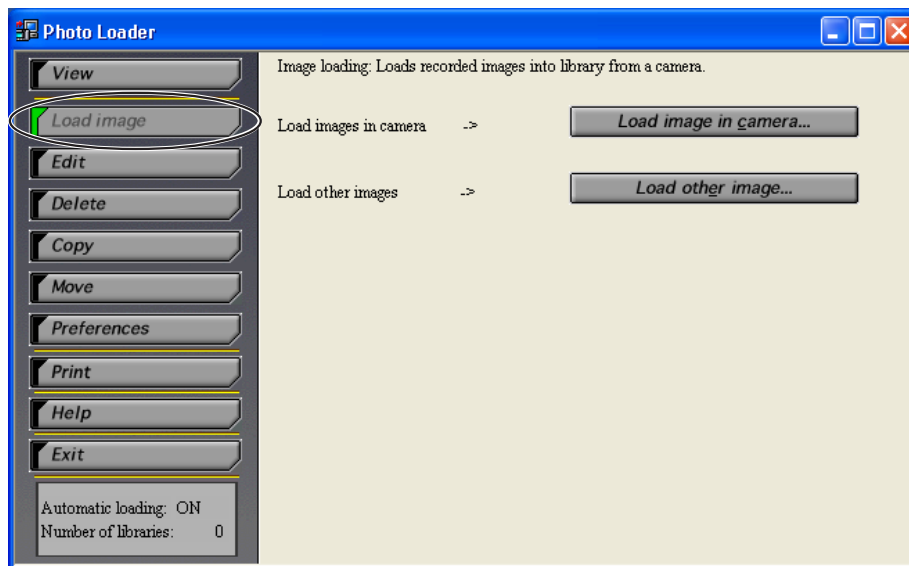 Photo Loader
View
Load image
Edit
Delete
Copy
Move
Preferences
Print
Help
Exit
Automatic loading: ON
Number of libraries: 0
Image loading: Loads recorded images into library from a camera.
Load images in camera -> Load image in camera...
Load other images -> Load other image...